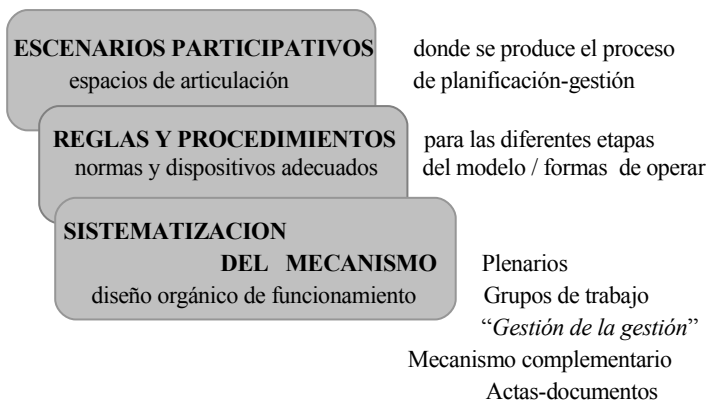 ESCENARIOS PARTICIPATIVOS donde se produce el proceso
espacios de articulación de planificación-gestión
REGLAS Y PROCEDIMIENTOS para las diferentes etapas
normas y dispositivos adecuados del modelo / formas de operar
SISTEMATIZACION
DEL MECANISMO Plenarios
diseño orgánico de funcionamiento Grupos de trabajo
“Gestión de la gestión”
Mecanismo complementario
Actas-documentos